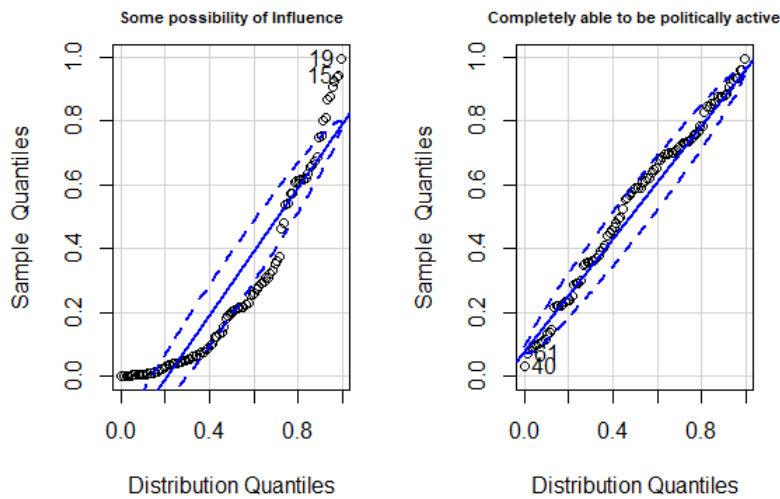 Some possibility of Influence
Sample Quantiles
0.0 0.2 0.4 0.6 0.8 1.0
19
15
0.0 0.4 0.8
Distribution Quantiles
Completely able to be politically active
Sample Quantiles
0.0 0.2 0.4 0.6 0.8 1.0
61
40
0.0 0.4 0.8
Distribution Quantiles